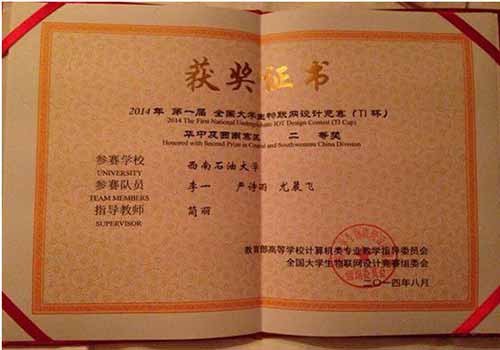 获奖证书
2014年 第一届 全国大学生物联网设计竞赛（TI杯）
2014 The First National Undergraduate IOT Design Contest (TI Cup)
华中及西南赛区 二 等奖
Honored with Second Prize in Central and Southwestern China Division
参赛学校 西南石油大学
UNIVERSITY
参赛队员 李一 严诗雨 尤晨飞
TEAM MEMBERS
指导教师 简丽
SUPERVISOR
教育部高等学校计算机类专业教学指导委员会
全国大学生物联网设计竞赛组委会
二〇一四年八月